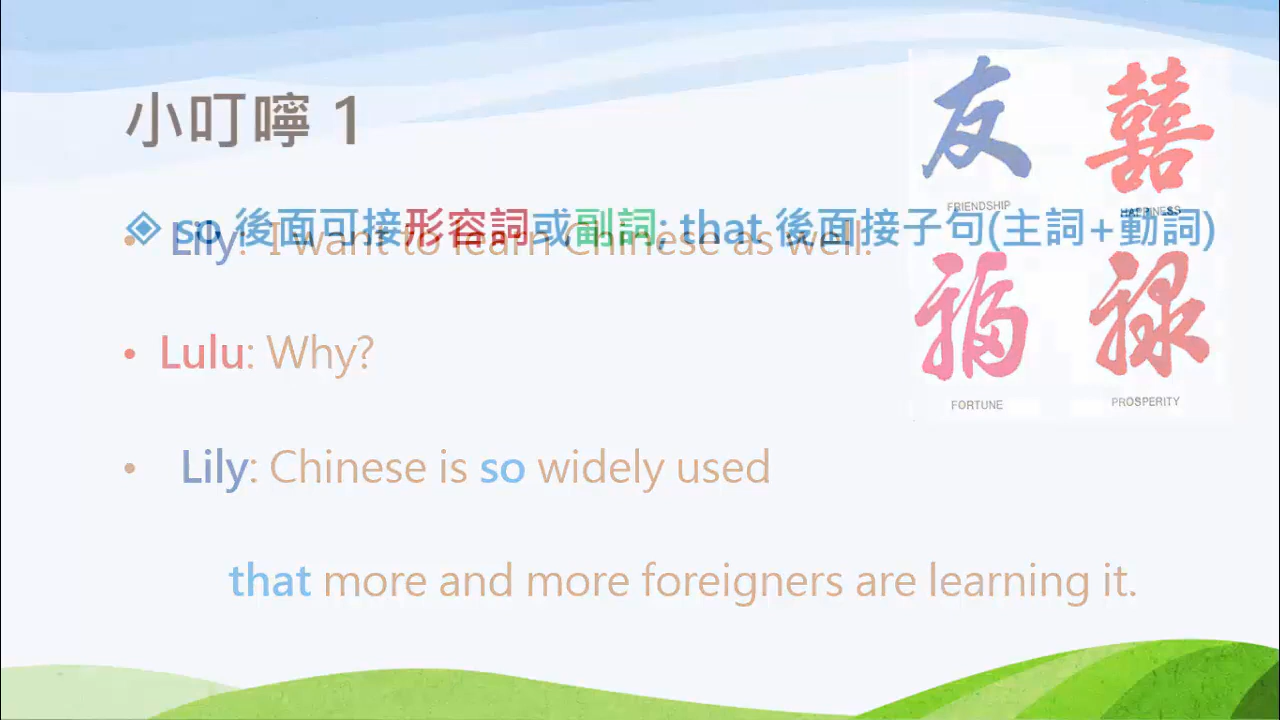 小叮嚀 1
友 囍
FRIENDSHIP HAPPINESS
◈ so 後面可接形容詞或副詞; that 後面接子句(主詞+動詞)
• Lily: I want to learn Chinese as well.
福 祿
• Lulu: Why?
FORTUNE PROSPERITY
• Lily: Chinese is so widely used
that more and more foreigners are learning it.